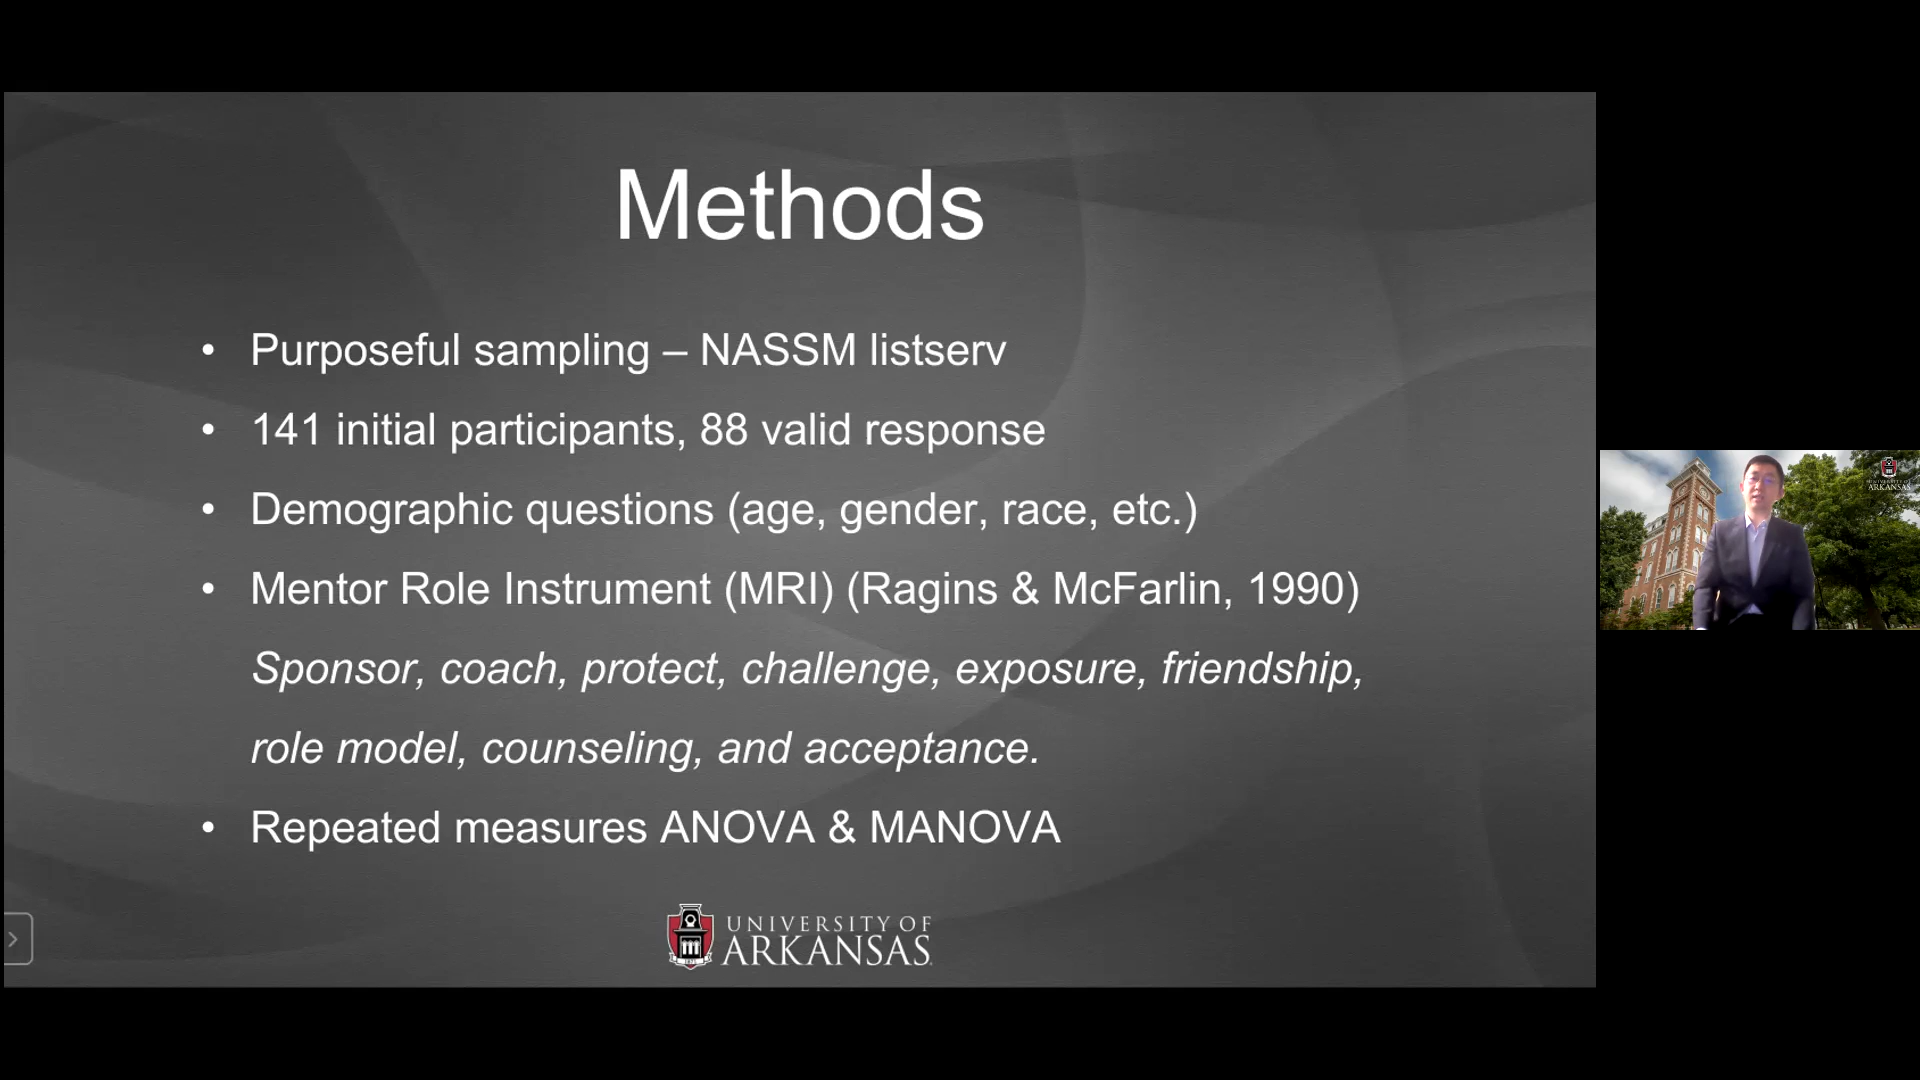 Methods
• Purposeful sampling – NASSM listserv
• 141 initial participants, 88 valid response
• Demographic questions (age, gender, race, etc.)
• Mentor Role Instrument (MRI) (Ragins & McFarlin, 1990)
Sponsor, coach, protect, challenge, exposure, friendship,
role model, counseling, and acceptance.
• Repeated measures ANOVA & MANOVA
UNIVERSITY OF
ARKANSAS
ARKANSAS